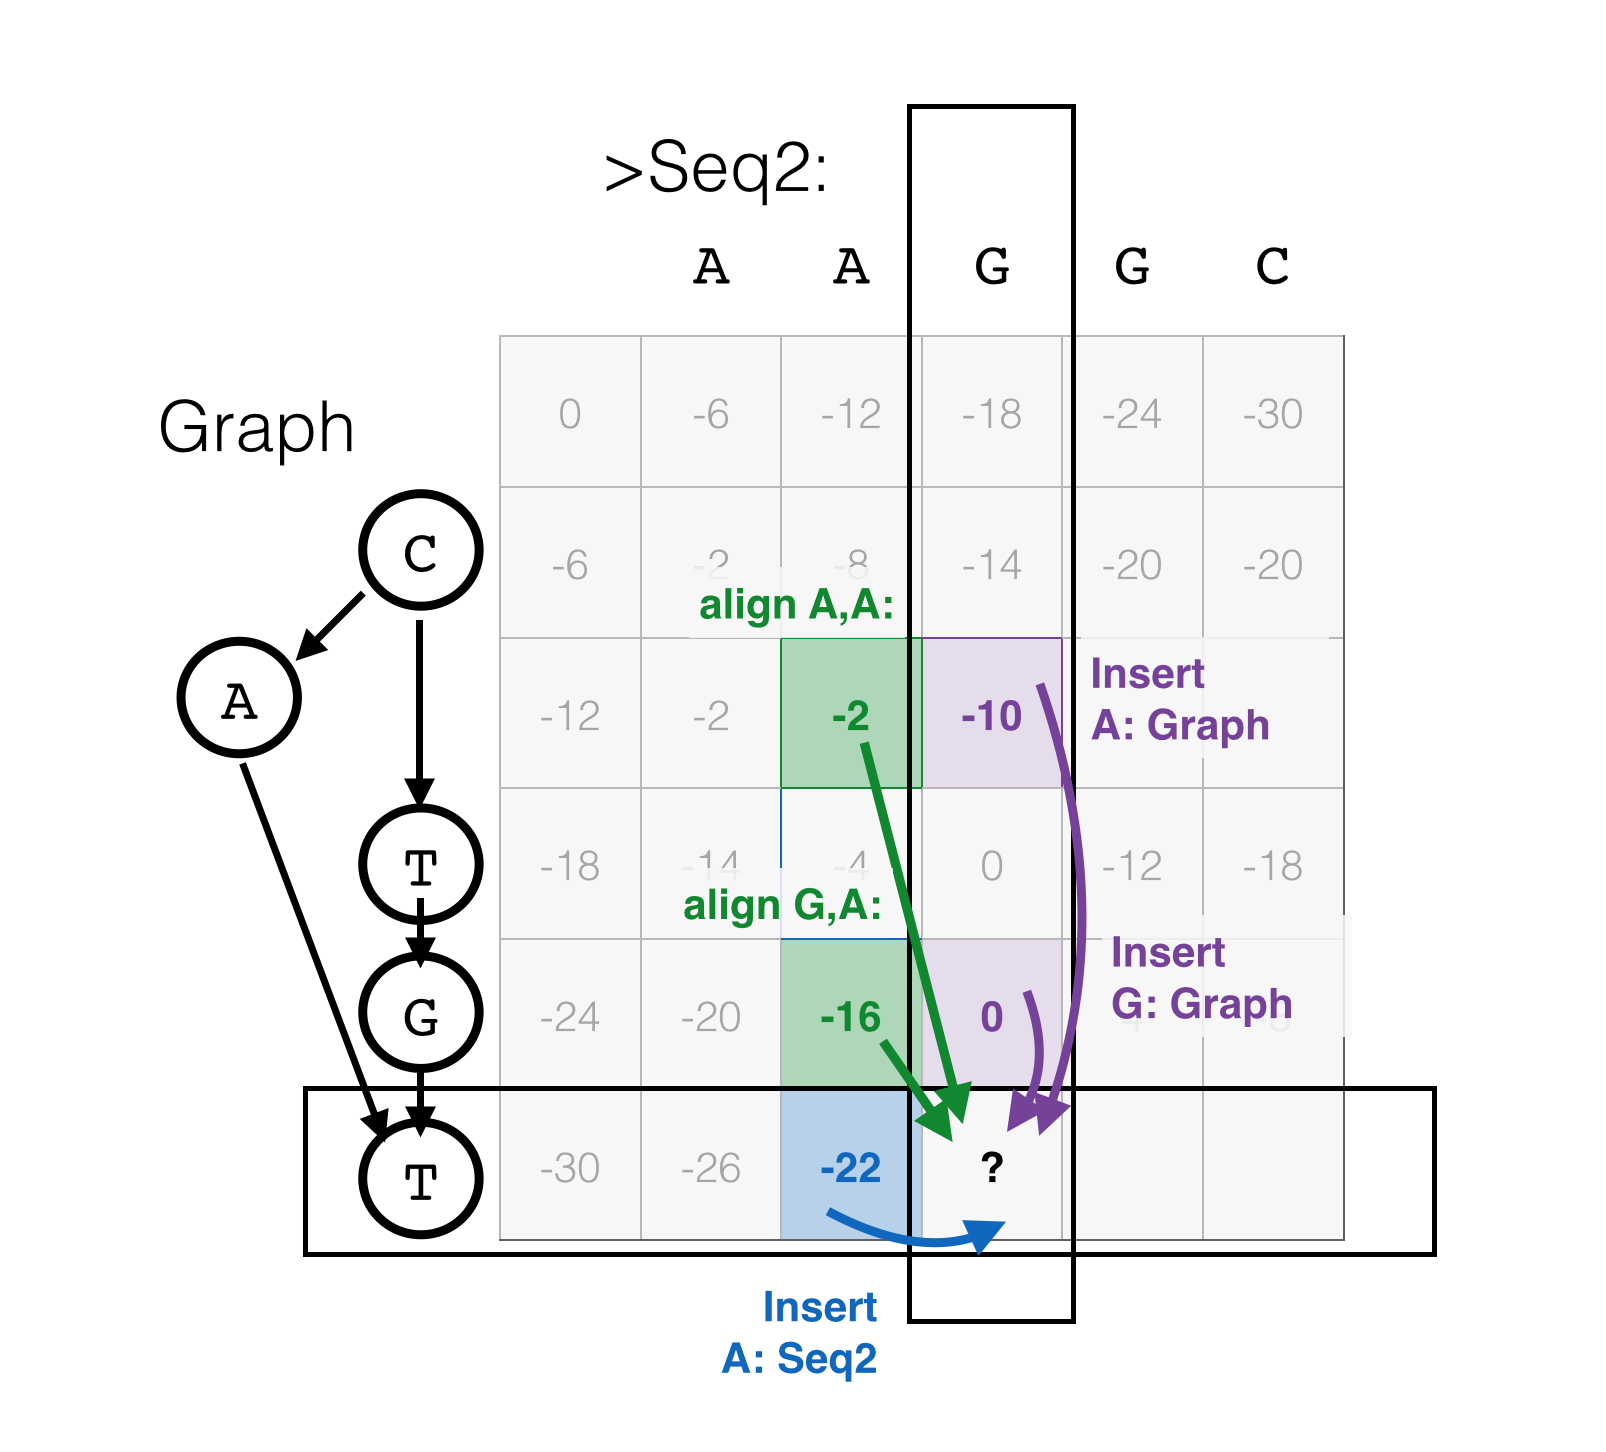 >Seq2:
A A G G C
Graph
0 -6 -12 -18 -24 -30
C -6 -2 -8 -14 -20 -20
align A,A:
A -12 -2 -2 -10
Insert
A: Graph
T -18 -14 -4 0 -12 -18
align G,A:
G -24 -20 -16 0
Insert
G: Graph
T -30 -26 -22 ?
Insert
A: Seq2